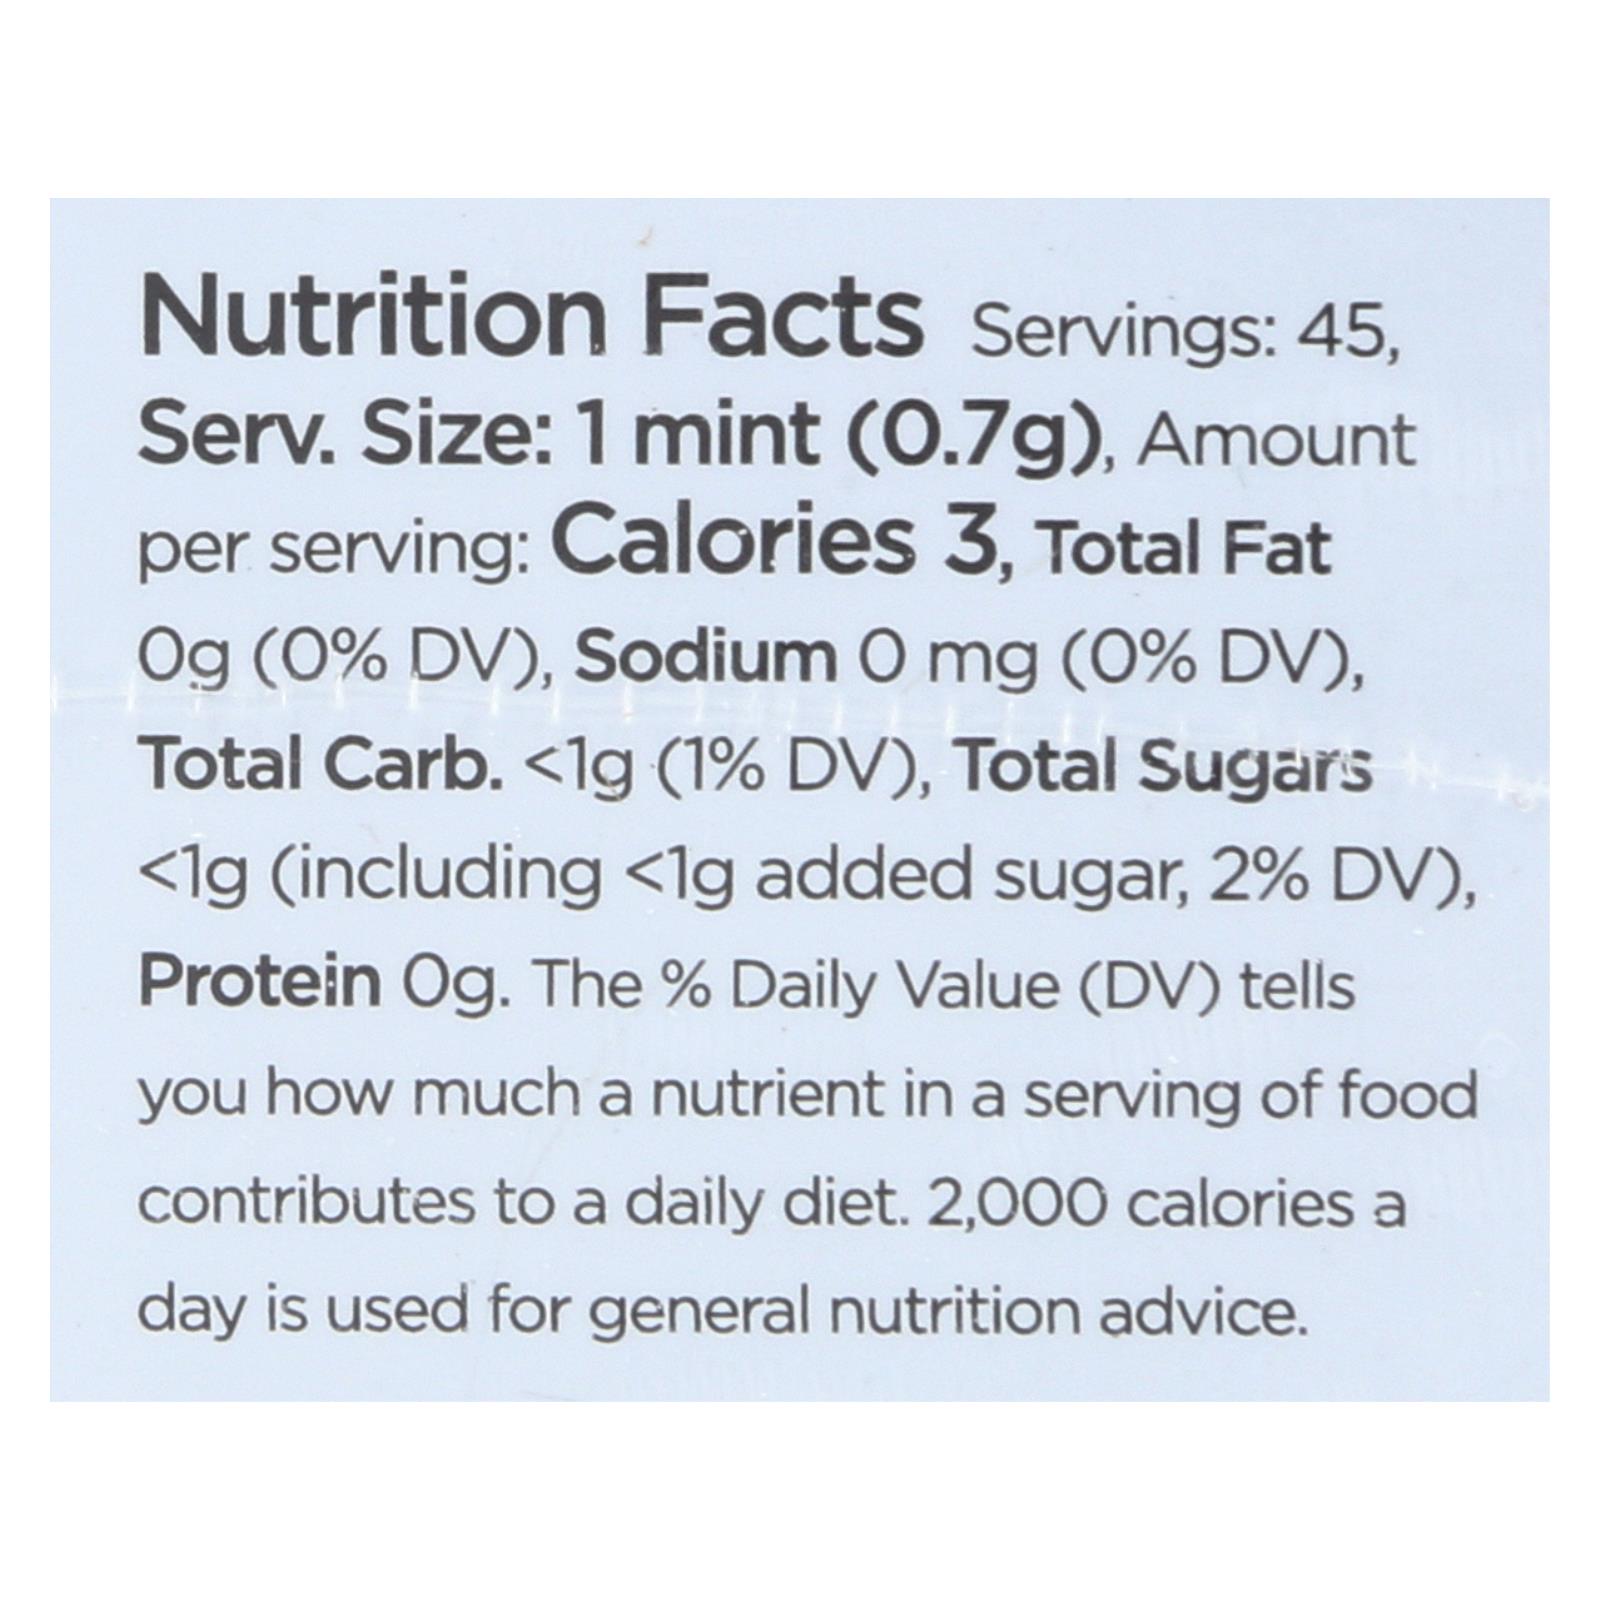 Nutrition Facts Servings: 45,
Serv. Size: 1 mint (0.7g), Amount
per serving: Calories 3, Total Fat
0g (0% DV), Sodium 0 mg (0% DV),
Total Carb. <1g (1% DV), Total Sugars
<1g (including <1g added sugar, 2% DV),
Protein 0g. The % Daily Value (DV) tells
you how much a nutrient in a serving of food
contributes to a daily diet. 2,000 calories a
day is used for general nutrition advice.